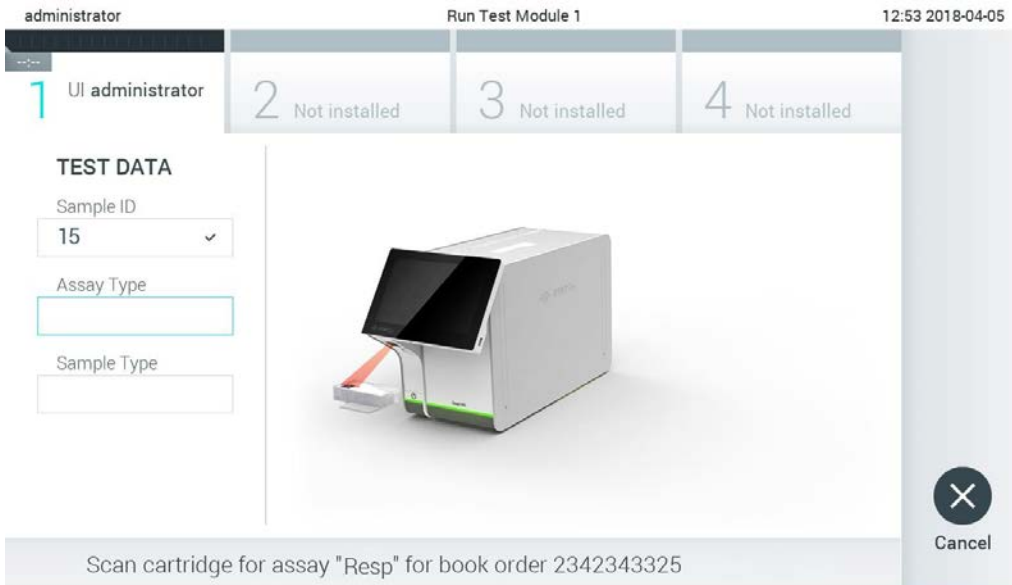 administrator
Run Test Module 1
12:53 2018-04-05
--:--
1 UI administrator
2 Not installed
3 Not installed
4 Not installed
TEST DATA
Sample ID
15
Assay Type
Sample Type
Cancel
Scan cartridge for assay "Resp" for book order 2342343325